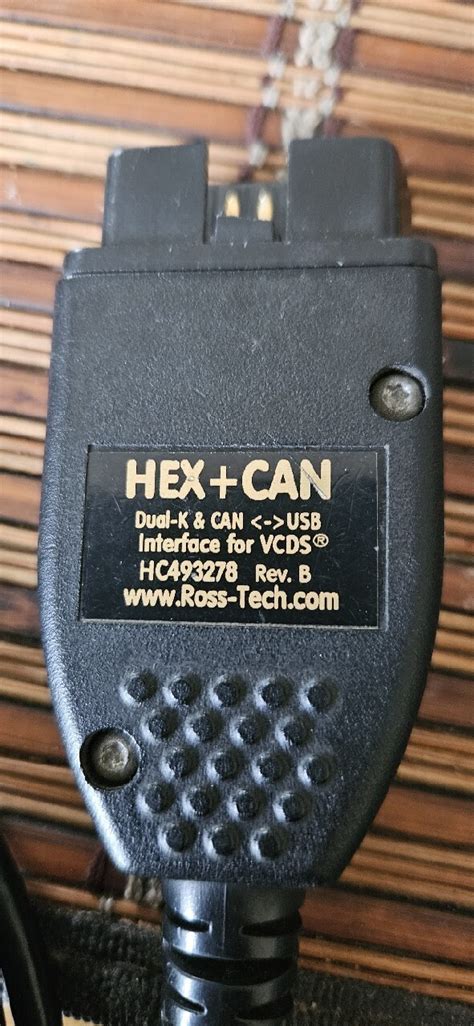 HEX+CAN
Dual-K & CAN <->USB
Interface for VCDS®
HC493278 Rev. B
www.Ross-Tech.com